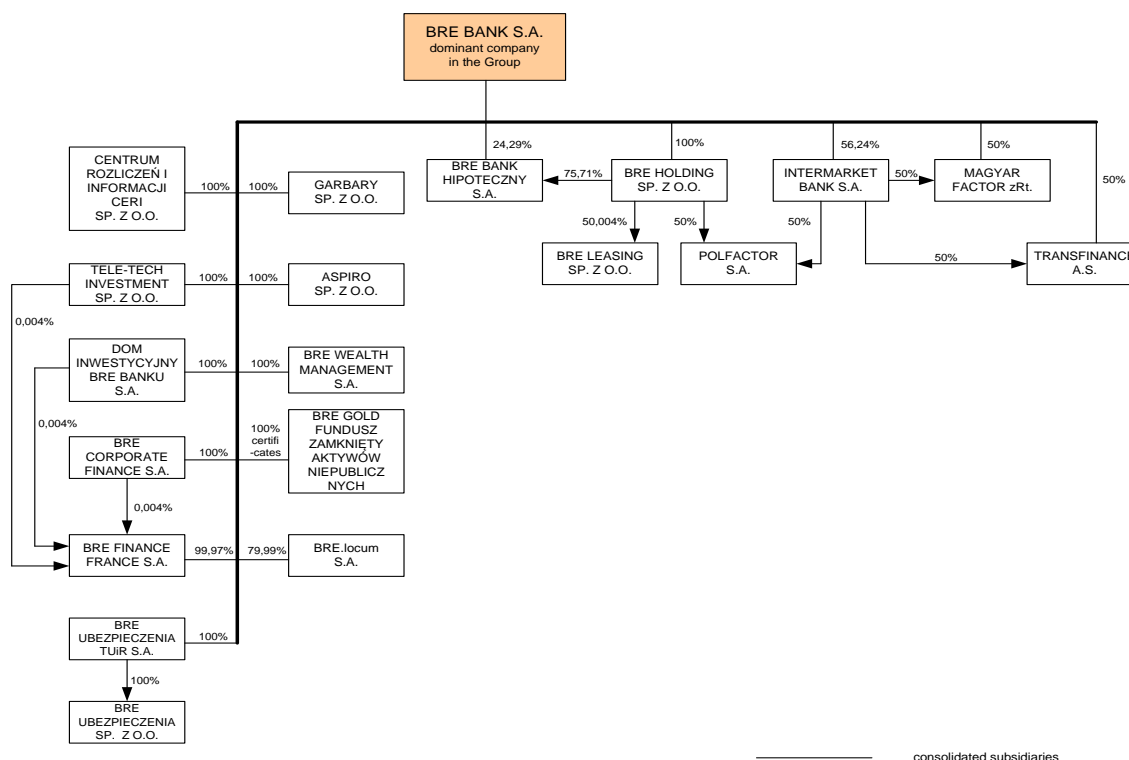 BRE BANK S.A.
dominant company
in the Group
24,29%
100%
56,24%
50%
50%
BRE BANK
HIPOTECZNY
S.A.
75,71%
BRE HOLDING
SP. Z O.O.
INTERMARKET
BANK S.A.
50%
MAGYAR
FACTOR zRt.
50,004%
50%
50%
BRE LEASING
SP. Z O.O.
POLFACTOR
S.A.
50%
TRANSFINANCE
A.S.
CENTRUM
ROZLICZEŃ I
INFORMACJI
CERI
SP. Z O.O.
100%
100%
GARBARY
SP. Z O.O.
TELE-TECH
INVESTMENT
SP. Z O.O.
100%
100%
ASPIRO
SP. Z O.O.
0,004%
DOM
INWESTYCYJNY
BRE BANKU
S.A.
100%
100%
BRE WEALTH
MANAGEMENT
S.A.
0,004%
BRE
CORPORATE
FINANCE S.A.
100%
100%
certifi
-cates
BRE GOLD
FUNDUSZ
ZAMKNIĘTY
AKTYWÓW
NIEPUBLICZ
NYCH
0,004%
BRE FINANCE
FRANCE S.A.
99,97%
79,99%
BRE.locum
S.A.
BRE
UBEZPIECZENIA
TUiR S.A.
100%
100%
BRE
UBEZPIECZENIA
SP. Z O.O.
consolidated subsidiaries